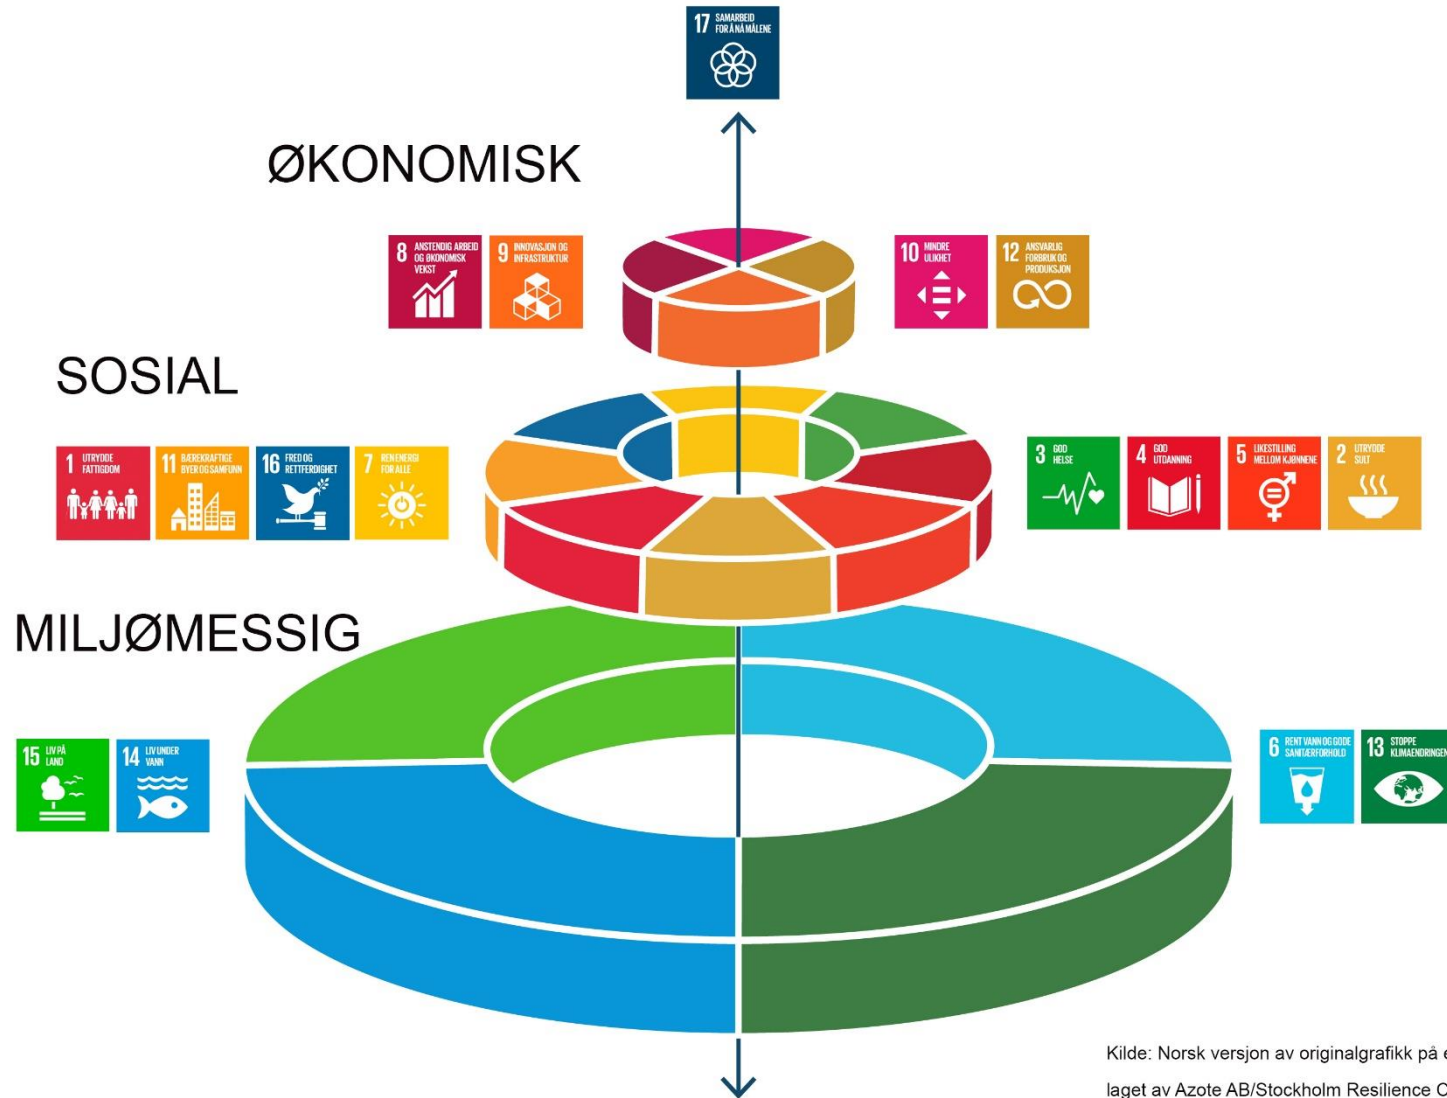 17 SAMARBEID
FOR Å NÅ MÅLENE
ØKONOMISK
8 ANSTENDIG ARBEID
OG ØKONOMISK
VEKST
9 INNOVASJON OG
INFRASTRUKTUR
10 MINDRE
ULIKHET
12 ANSVARLIG
FORBRUK OG
PRODUKSJON
SOSIAL
1 UTRYDDE
FATTIGDOM
11 BÆREKRAFTIGE
BYER OG SAMFUNN
16 FRED OG
RETTFERDIGHET
7 REN ENERGI
FOR ALLE
3 GOD
HELSE
4 GOD
UTDANNING
5 LIKESTILLING
MELLOM KJØNNENE
2 UTRYDDE
SULT
MILJØMESSIG
15 LIV PÅ
LAND
14 LIV UNDER
VANN
6 RENT VANN OG GODE
SANITÆRFORHOLD
13 STOPPE
KLIMAENDRINGEN
Kilde: Norsk versjon av originalgrafikk på e
laget av Azote AB/Stockholm Resilience C